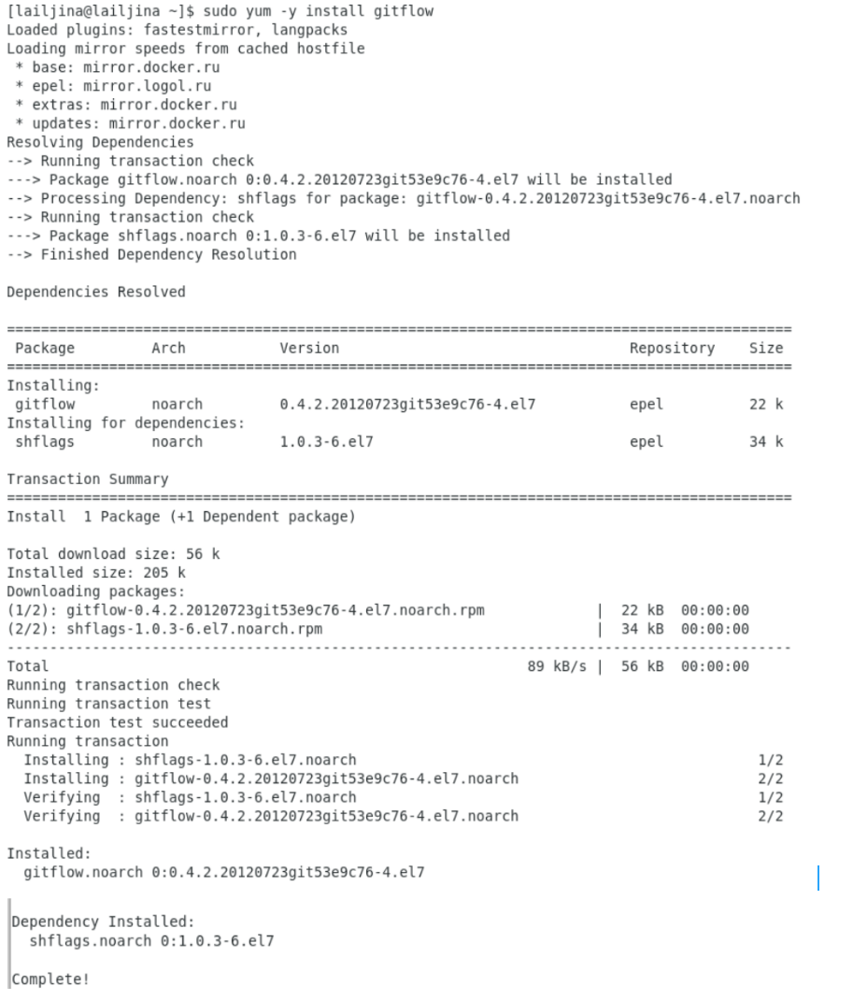 [lailjina@lailjina ~]$ sudo yum -y install gitflow
Loaded plugins: fastestmirror, langpacks
Loading mirror speeds from cached hostfile
 * base: mirror.docker.ru
 * epel: mirror.logol.ru
 * extras: mirror.docker.ru
 * updates: mirror.docker.ru
Resolving Dependencies
--> Running transaction check
---> Package gitflow.noarch 0:0.4.2.20120723git53e9c76-4.el7 will be installed
--> Processing Dependency: shflags for package: gitflow-0.4.2.20120723git53e9c76-4.el7.noarch
--> Running transaction check
---> Package shflags.noarch 0:1.0.3-6.el7 will be installed
--> Finished Dependency Resolution

Dependencies Resolved

============================================================================================
 Package         Arch           Version                                  Repository    Size
============================================================================================
Installing:
 gitflow         noarch         0.4.2.20120723git53e9c76-4.el7           epel          22 k
Installing for dependencies:
 shflags         noarch         1.0.3-6.el7                              epel          34 k

Transaction Summary
============================================================================================
Install  1 Package (+1 Dependent package)

Total download size: 56 k
Installed size: 205 k
Downloading packages:
(1/2): gitflow-0.4.2.20120723git53e9c76-4.el7.noarch.rpm             |  22 kB  00:00:00
(2/2): shflags-1.0.3-6.el7.noarch.rpm                                |  34 kB  00:00:00
--------------------------------------------------------------------------------------------
Total                                                        89 kB/s |  56 kB  00:00:00
Running transaction check
Running transaction test
Transaction test succeeded
Running transaction
  Installing : shflags-1.0.3-6.el7.noarch                                               1/2
  Installing : gitflow-0.4.2.20120723git53e9c76-4.el7.noarch                            2/2
  Verifying  : shflags-1.0.3-6.el7.noarch                                               1/2
  Verifying  : gitflow-0.4.2.20120723git53e9c76-4.el7.noarch                            2/2

Installed:
  gitflow.noarch 0:0.4.2.20120723git53e9c76-4.el7

Dependency Installed:
  shflags.noarch 0:1.0.3-6.el7

Complete!